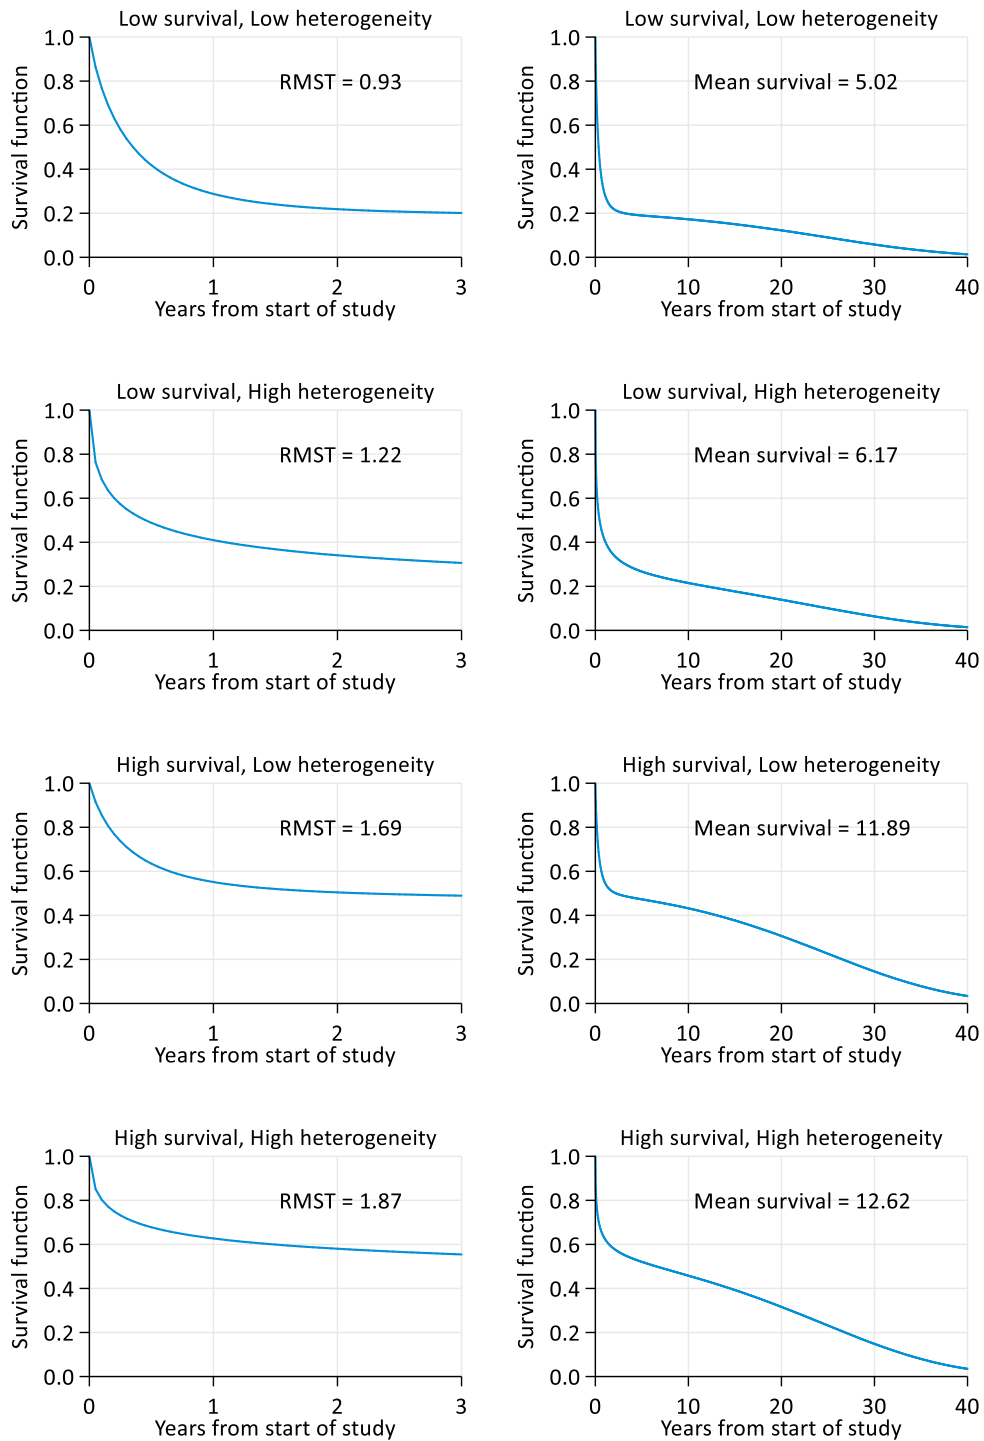 Low survival, Low heterogeneity
1.0
0.8
0.6
0.4
0.2
0.0
Survival function
RMST = 0.93
0 1 2 3
Years from start of study
Low survival, Low heterogeneity
1.0
0.8
0.6
0.4
0.2
0.0
Survival function
Mean survival = 5.02
0 10 20 30 40
Years from start of study
Low survival, High heterogeneity
1.0
0.8
0.6
0.4
0.2
0.0
Survival function
RMST = 1.22
0 1 2 3
Years from start of study
Low survival, High heterogeneity
1.0
0.8
0.6
0.4
0.2
0.0
Survival function
Mean survival = 6.17
0 10 20 30 40
Years from start of study
High survival, Low heterogeneity
1.0
0.8
0.6
0.4
0.2
0.0
Survival function
RMST = 1.69
0 1 2 3
Years from start of study
High survival, Low heterogeneity
1.0
0.8
0.6
0.4
0.2
0.0
Survival function
Mean survival = 11.89
0 10 20 30 40
Years from start of study
High survival, High heterogeneity
1.0
0.8
0.6
0.4
0.2
0.0
Survival function
RMST = 1.87
0 1 2 3
Years from start of study
High survival, High heterogeneity
1.0
0.8
0.6
0.4
0.2
0.0
Survival function
Mean survival = 12.62
0 10 20 30 40
Years from start of study